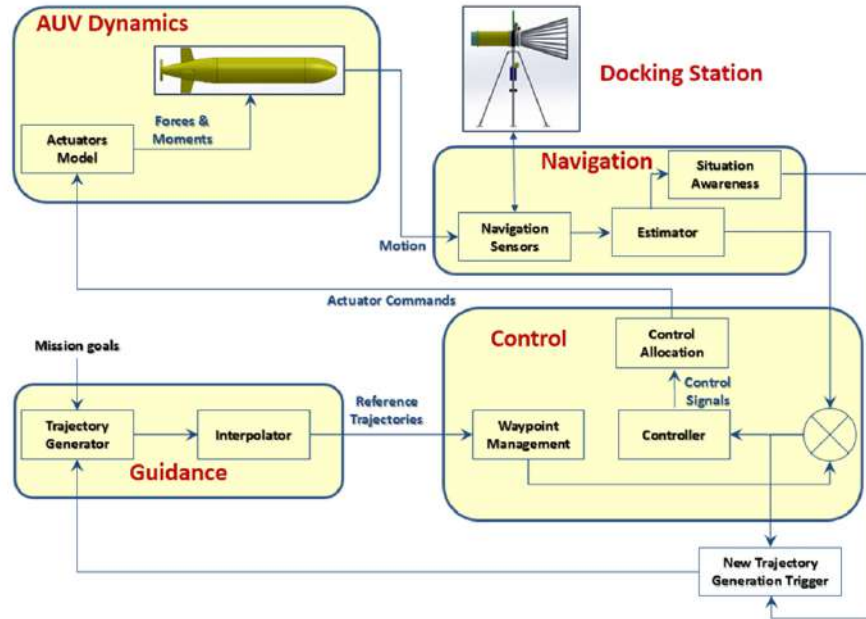 AUV Dynamics
Docking Station
Forces &
Moments
Actuators
Model
Navigation
Situation
Awareness
Navigation
Sensors
Estimator
Motion
Actuator Commands
Control
Control
Allocation
Mission goals
Control
Signals
Reference
Trajectories
Trajectory
Generator
Interpolator
Waypoint
Management
Controller
Guidance
New Trajectory
Generation Trigger